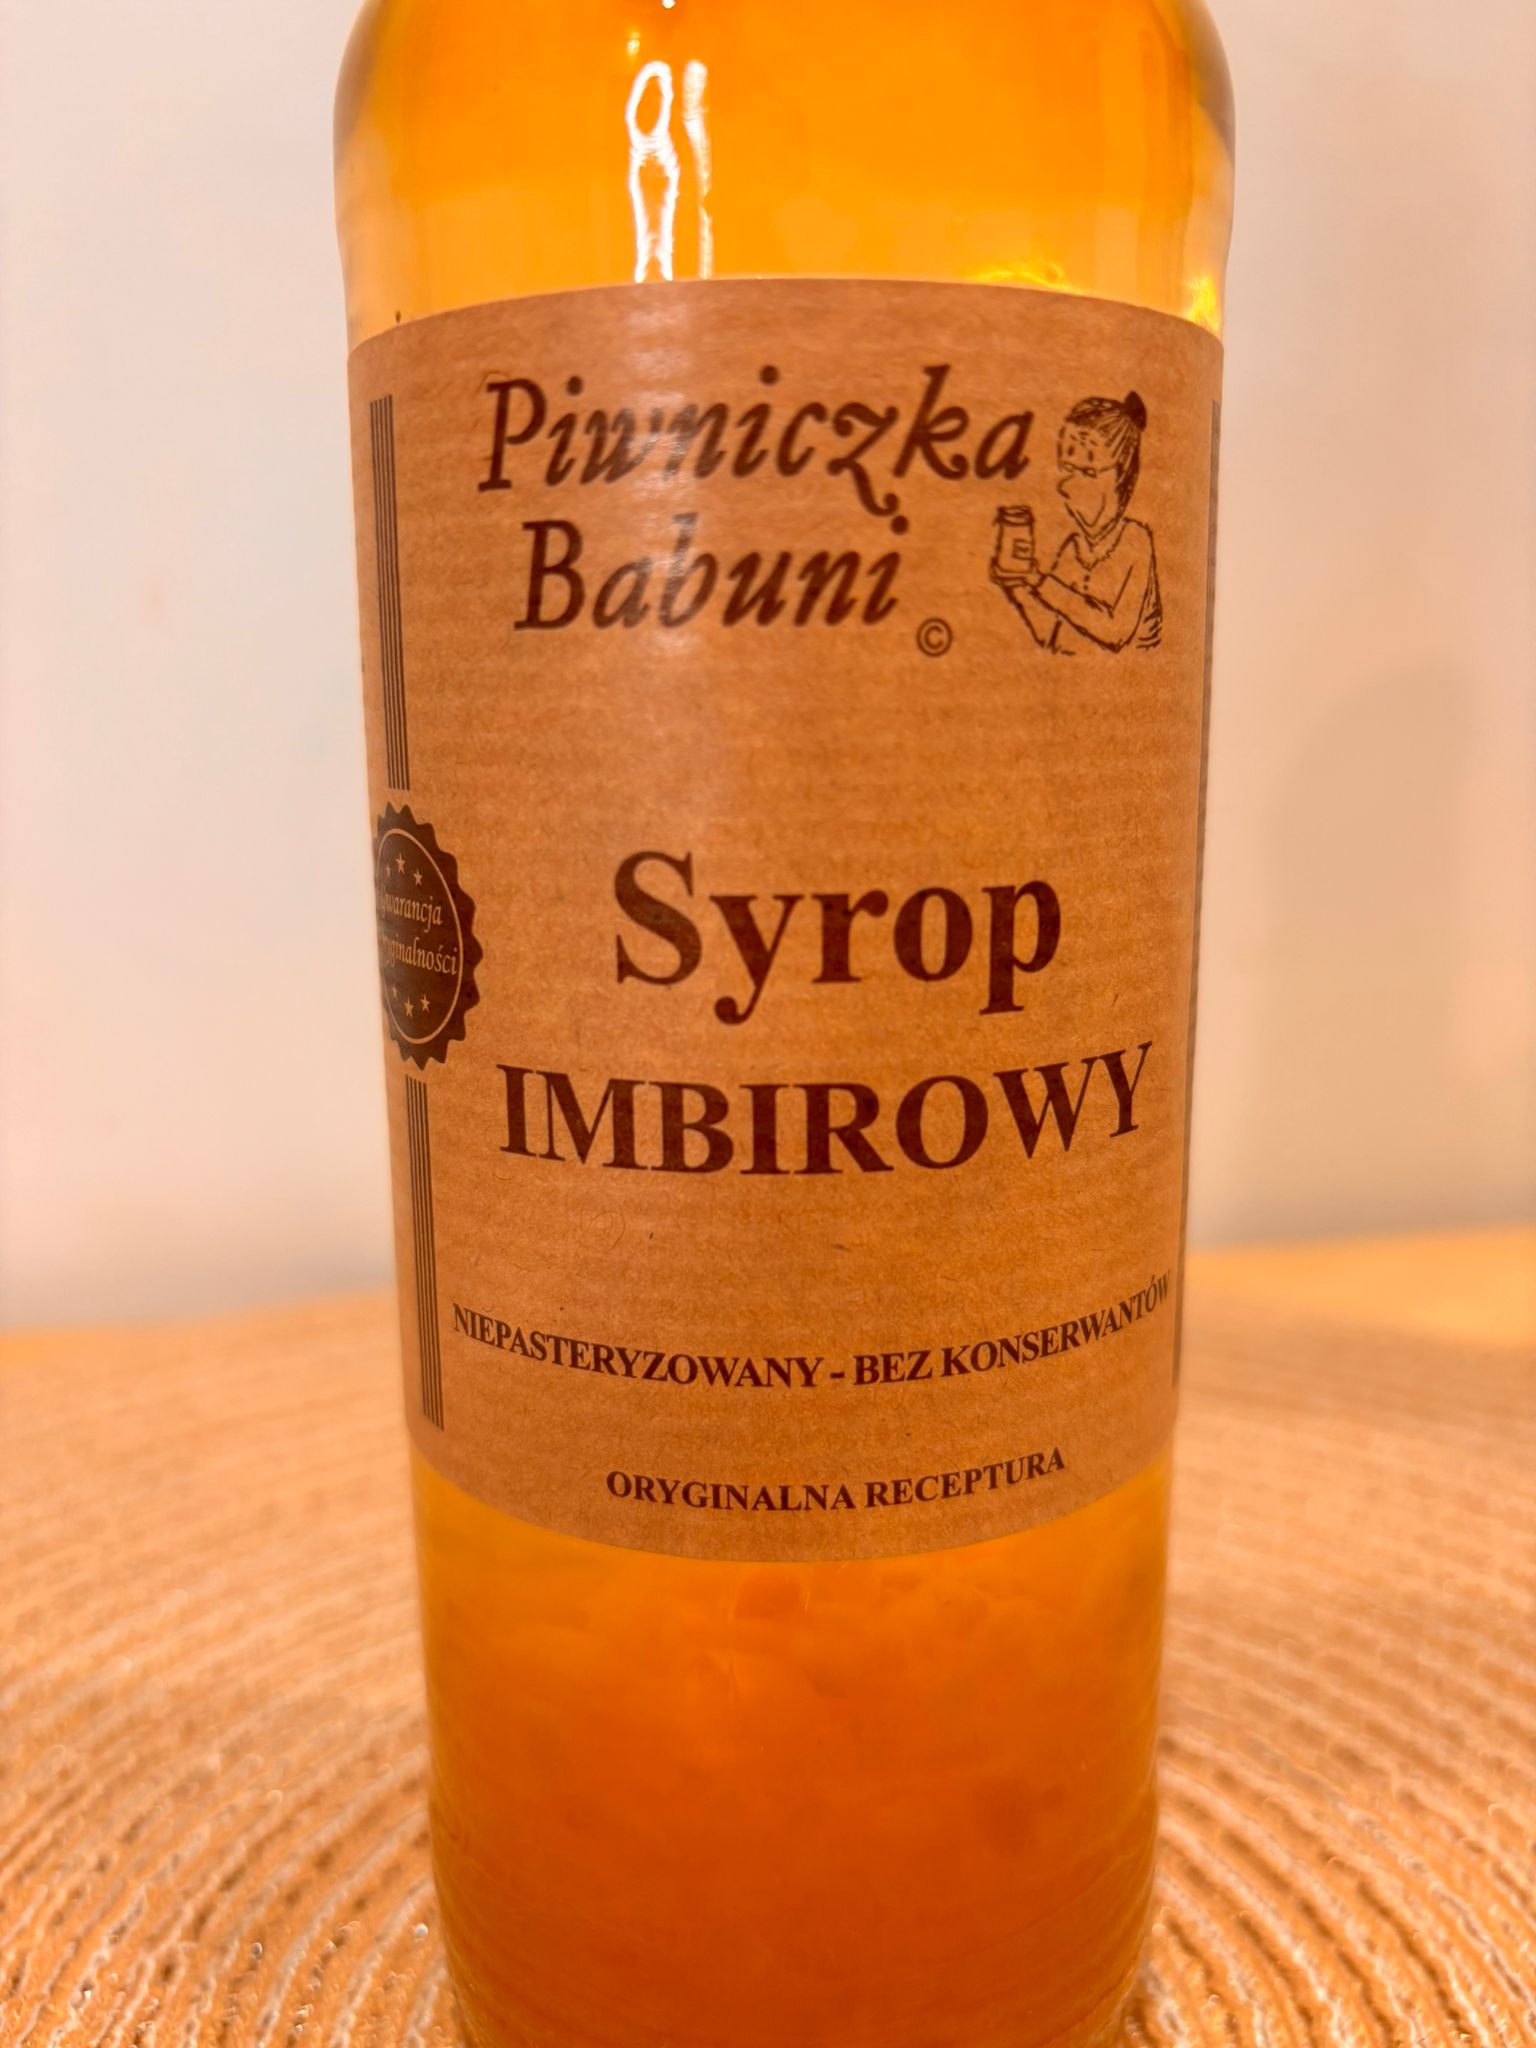 Piwniczka
Babuni
©
Gwarancja
Oryginalności
Syrop
IMBIROWY
NIEPASTERYZOWANY - BEZ KONSERWANTÓW
ORYGINALNA RECEPTURA